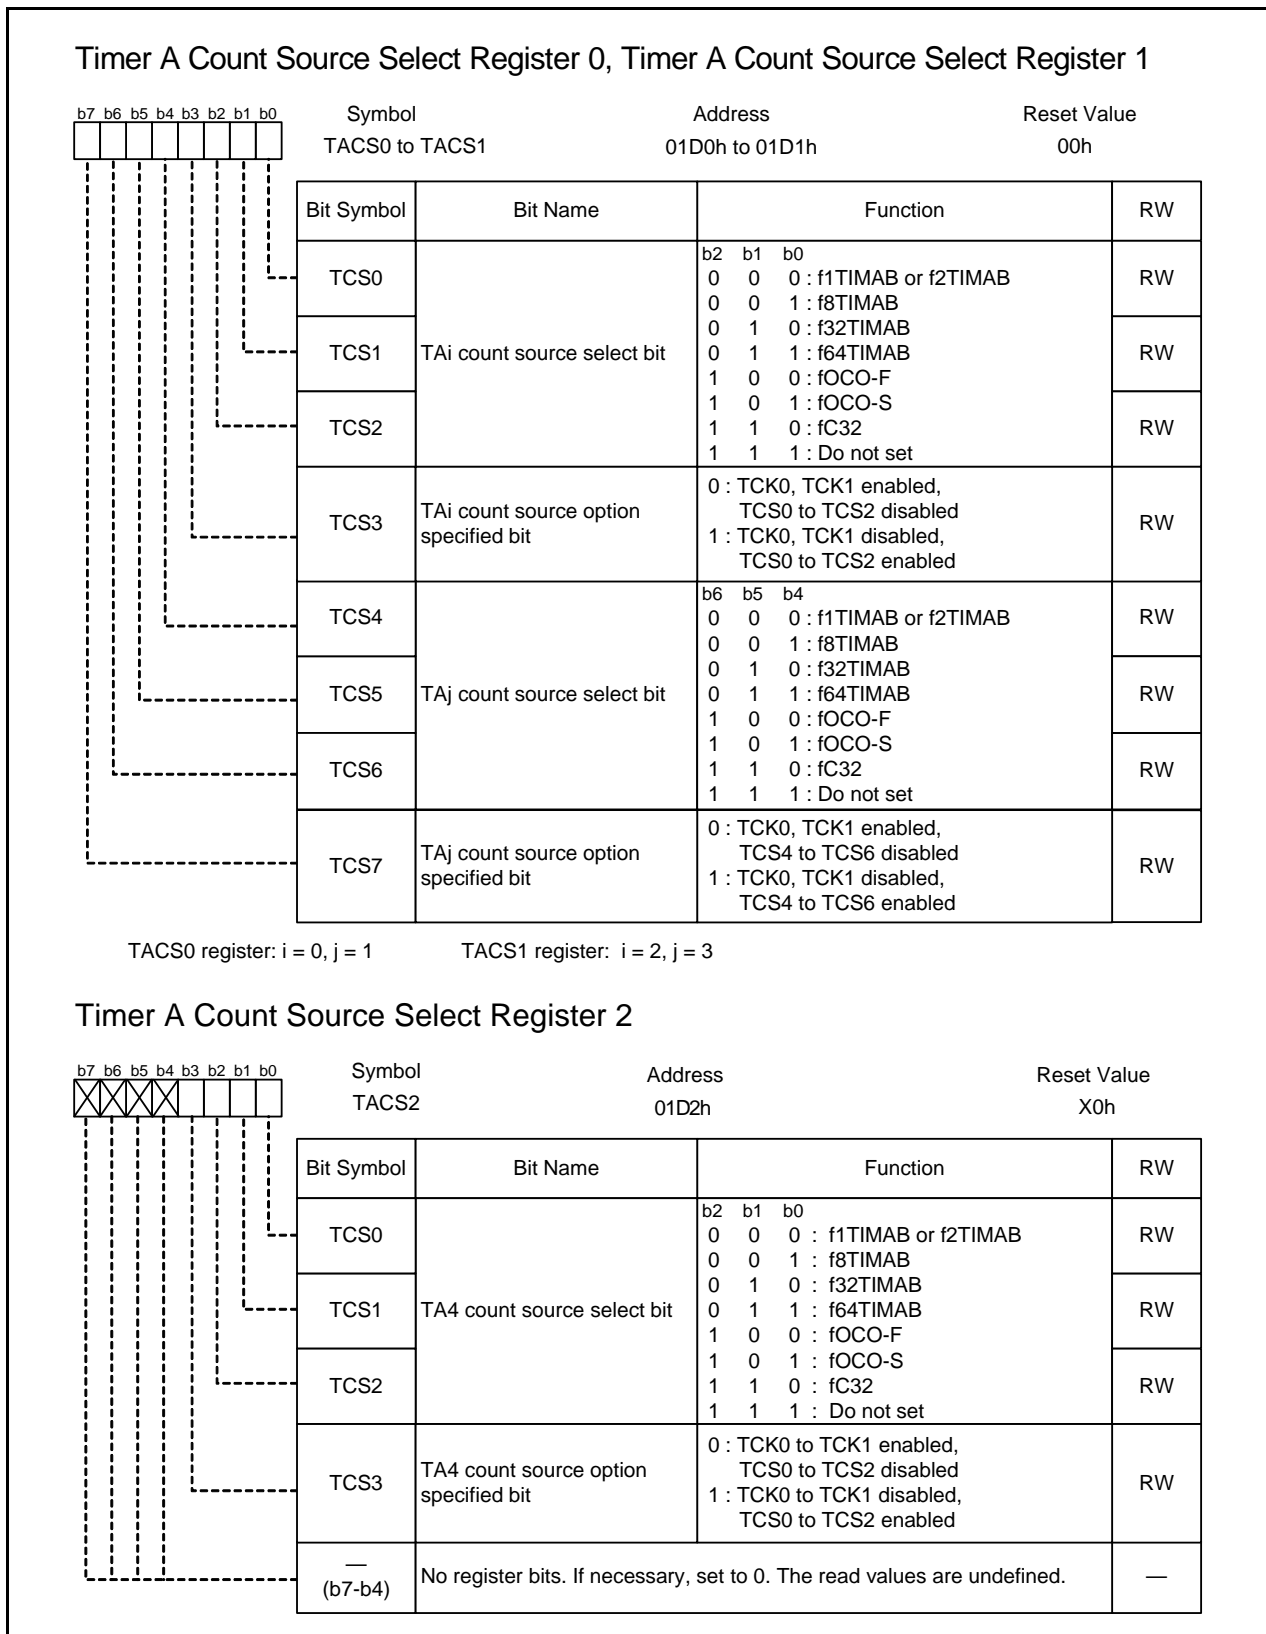 Timer A Count Source Select Register 0, Timer A Count Source Select Register 1
b7 b6 b5 b4 b3 b2 b1 b0
Symbol Address Reset Value
TACS0 to TACS1 01D0h to 01D1h 00h
Bit Symbol Bit Name Function RW
TCS0 RW
TCS1 RW
TCS2 RW
TAi count source select bit
b2 b1 b0
0 0 0 : f1TIMAB or f2TIMAB
0 0 1 : f8TIMAB
0 1 0 : f32TIMAB
0 1 1 : f64TIMAB
1 0 0 : fOCO-F
1 0 1 : fOCO-S
1 1 0 : fC32
1 1 1 : Do not set
TCS3 RW
TAi count source option
specified bit
0 : TCK0, TCK1 enabled,
TCS0 to TCS2 disabled
1 : TCK0, TCK1 disabled,
TCS0 to TCS2 enabled
TCS4 RW
TCS5 RW
TCS6 RW
TAj count source select bit
b6 b5 b4
0 0 0 : f1TIMAB or f2TIMAB
0 0 1 : f8TIMAB
0 1 0 : f32TIMAB
0 1 1 : f64TIMAB
1 0 0 : fOCO-F
1 0 1 : fOCO-S
1 1 0 : fC32
1 1 1 : Do not set
TCS7 RW
TAj count source option
specified bit
0 : TCK0, TCK1 enabled,
TCS4 to TCS6 disabled
1 : TCK0, TCK1 disabled,
TCS4 to TCS6 enabled
TACS0 register: i = 0, j = 1 TACS1 register: i = 2, j = 3
Timer A Count Source Select Register 2
b7 b6 b5 b4 b3 b2 b1 b0
Symbol Address Reset Value
TACS2 01D2h X0h
Bit Symbol Bit Name Function RW
TCS0 RW
TCS1 RW
TCS2 RW
TA4 count source select bit
b2 b1 b0
0 0 0 : f1TIMAB or f2TIMAB
0 0 1 : f8TIMAB
0 1 0 : f32TIMAB
0 1 1 : f64TIMAB
1 0 0 : fOCO-F
1 0 1 : fOCO-S
1 1 0 : fC32
1 1 1 : Do not set
TCS3 RW
TA4 count source option
specified bit
0 : TCK0 to TCK1 enabled,
TCS0 to TCS2 disabled
1 : TCK0 to TCK1 disabled,
TCS0 to TCS2 enabled
—
(b7-b4)
No register bits. If necessary, set to 0. The read values are undefined. —